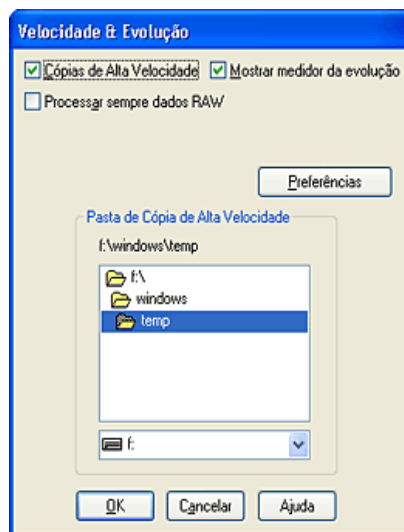 Velocidade & Evolução
Cópias de Alta Velocidade Mostrar medidor da evolução
Processar sempre dados RAW
Preferências
Pasta de Cópia de Alta Velocidade
f:\windows\temp
f:\
windows
temp
f:
OK Cancelar Ajuda